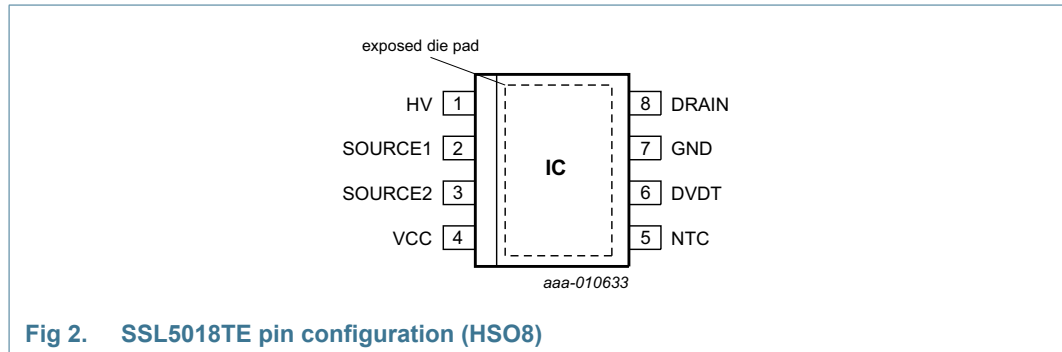 exposed die pad
HV 1
8 DRAIN
SOURCE1 2
7 GND
IC
SOURCE2 3
6 DVDT
VCC 4
5 NTC
aaa-010633
Fig 2. SSL5018TE pin configuration (HSO8)